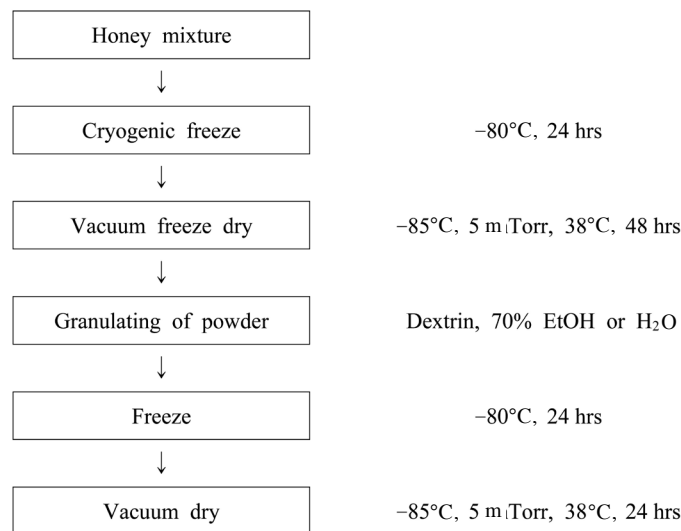 Honey mixture
↓
Cryogenic freeze −80°C, 24 hrs
↓
Vacuum freeze dry −85°C, 5 mTorr, 38°C, 48 hrs
↓
Granulating of powder Dextrin, 70% EtOH or H₂O
↓
Freeze −80°C, 24 hrs
↓
Vacuum dry −85°C, 5 mTorr, 38°C, 24 hrs